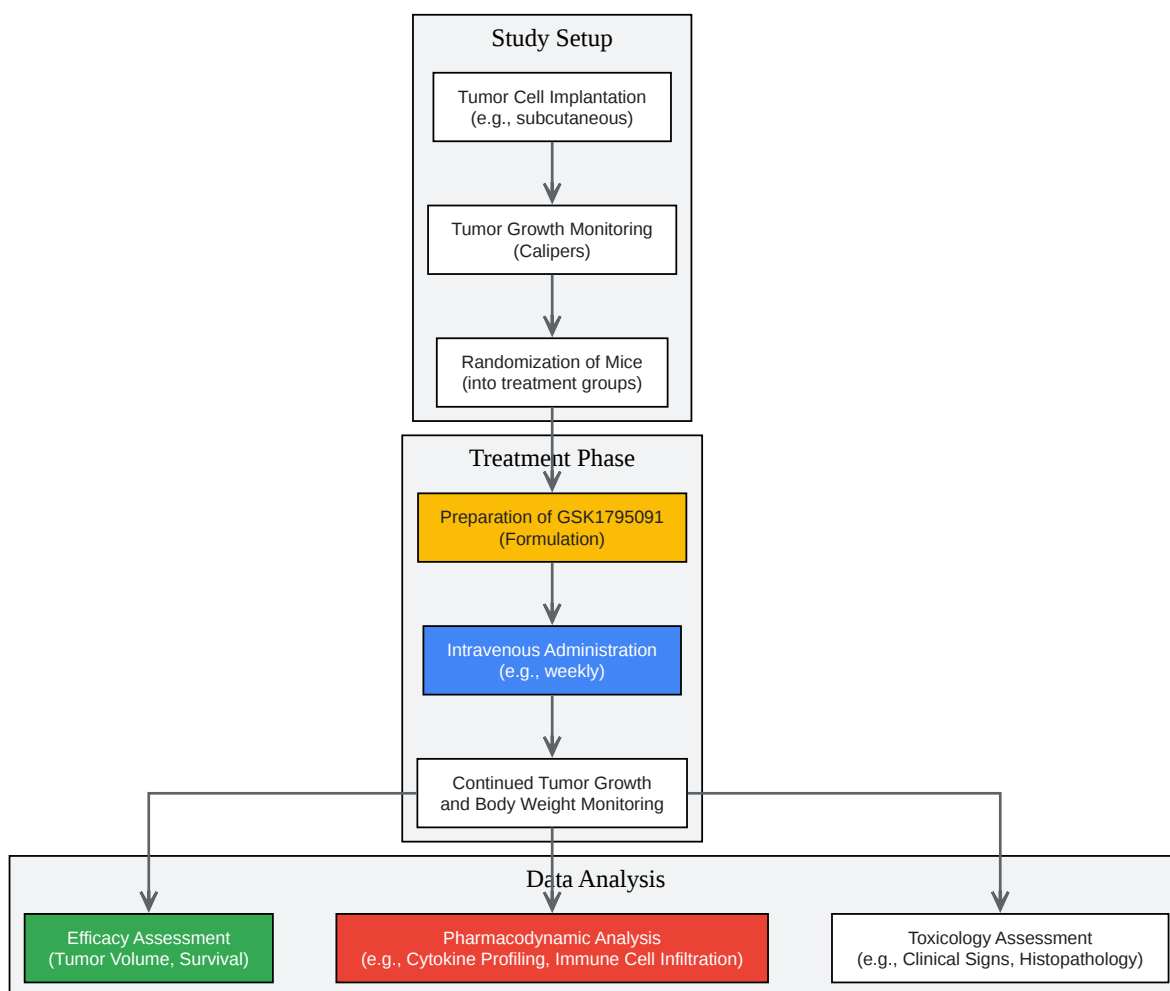 Study Setup
Tumor Cell Implantation
(e.g., subcutaneous)
Tumor Growth Monitoring
(Calipers)
Randomization of Mice
(into treatment groups)
Treatment Phase
Preparation of GSK1795091
(Formulation)
Intravenous Administration
(e.g., weekly)
Continued Tumor Growth
and Body Weight Monitoring
Data Analysis
Efficacy Assessment
(Tumor Volume, Survival)
Pharmacodynamic Analysis
(e.g., Cytokine Profiling, Immune Cell Infiltration)
Toxicology Assessment
(e.g., Clinical Signs, Histopathology)